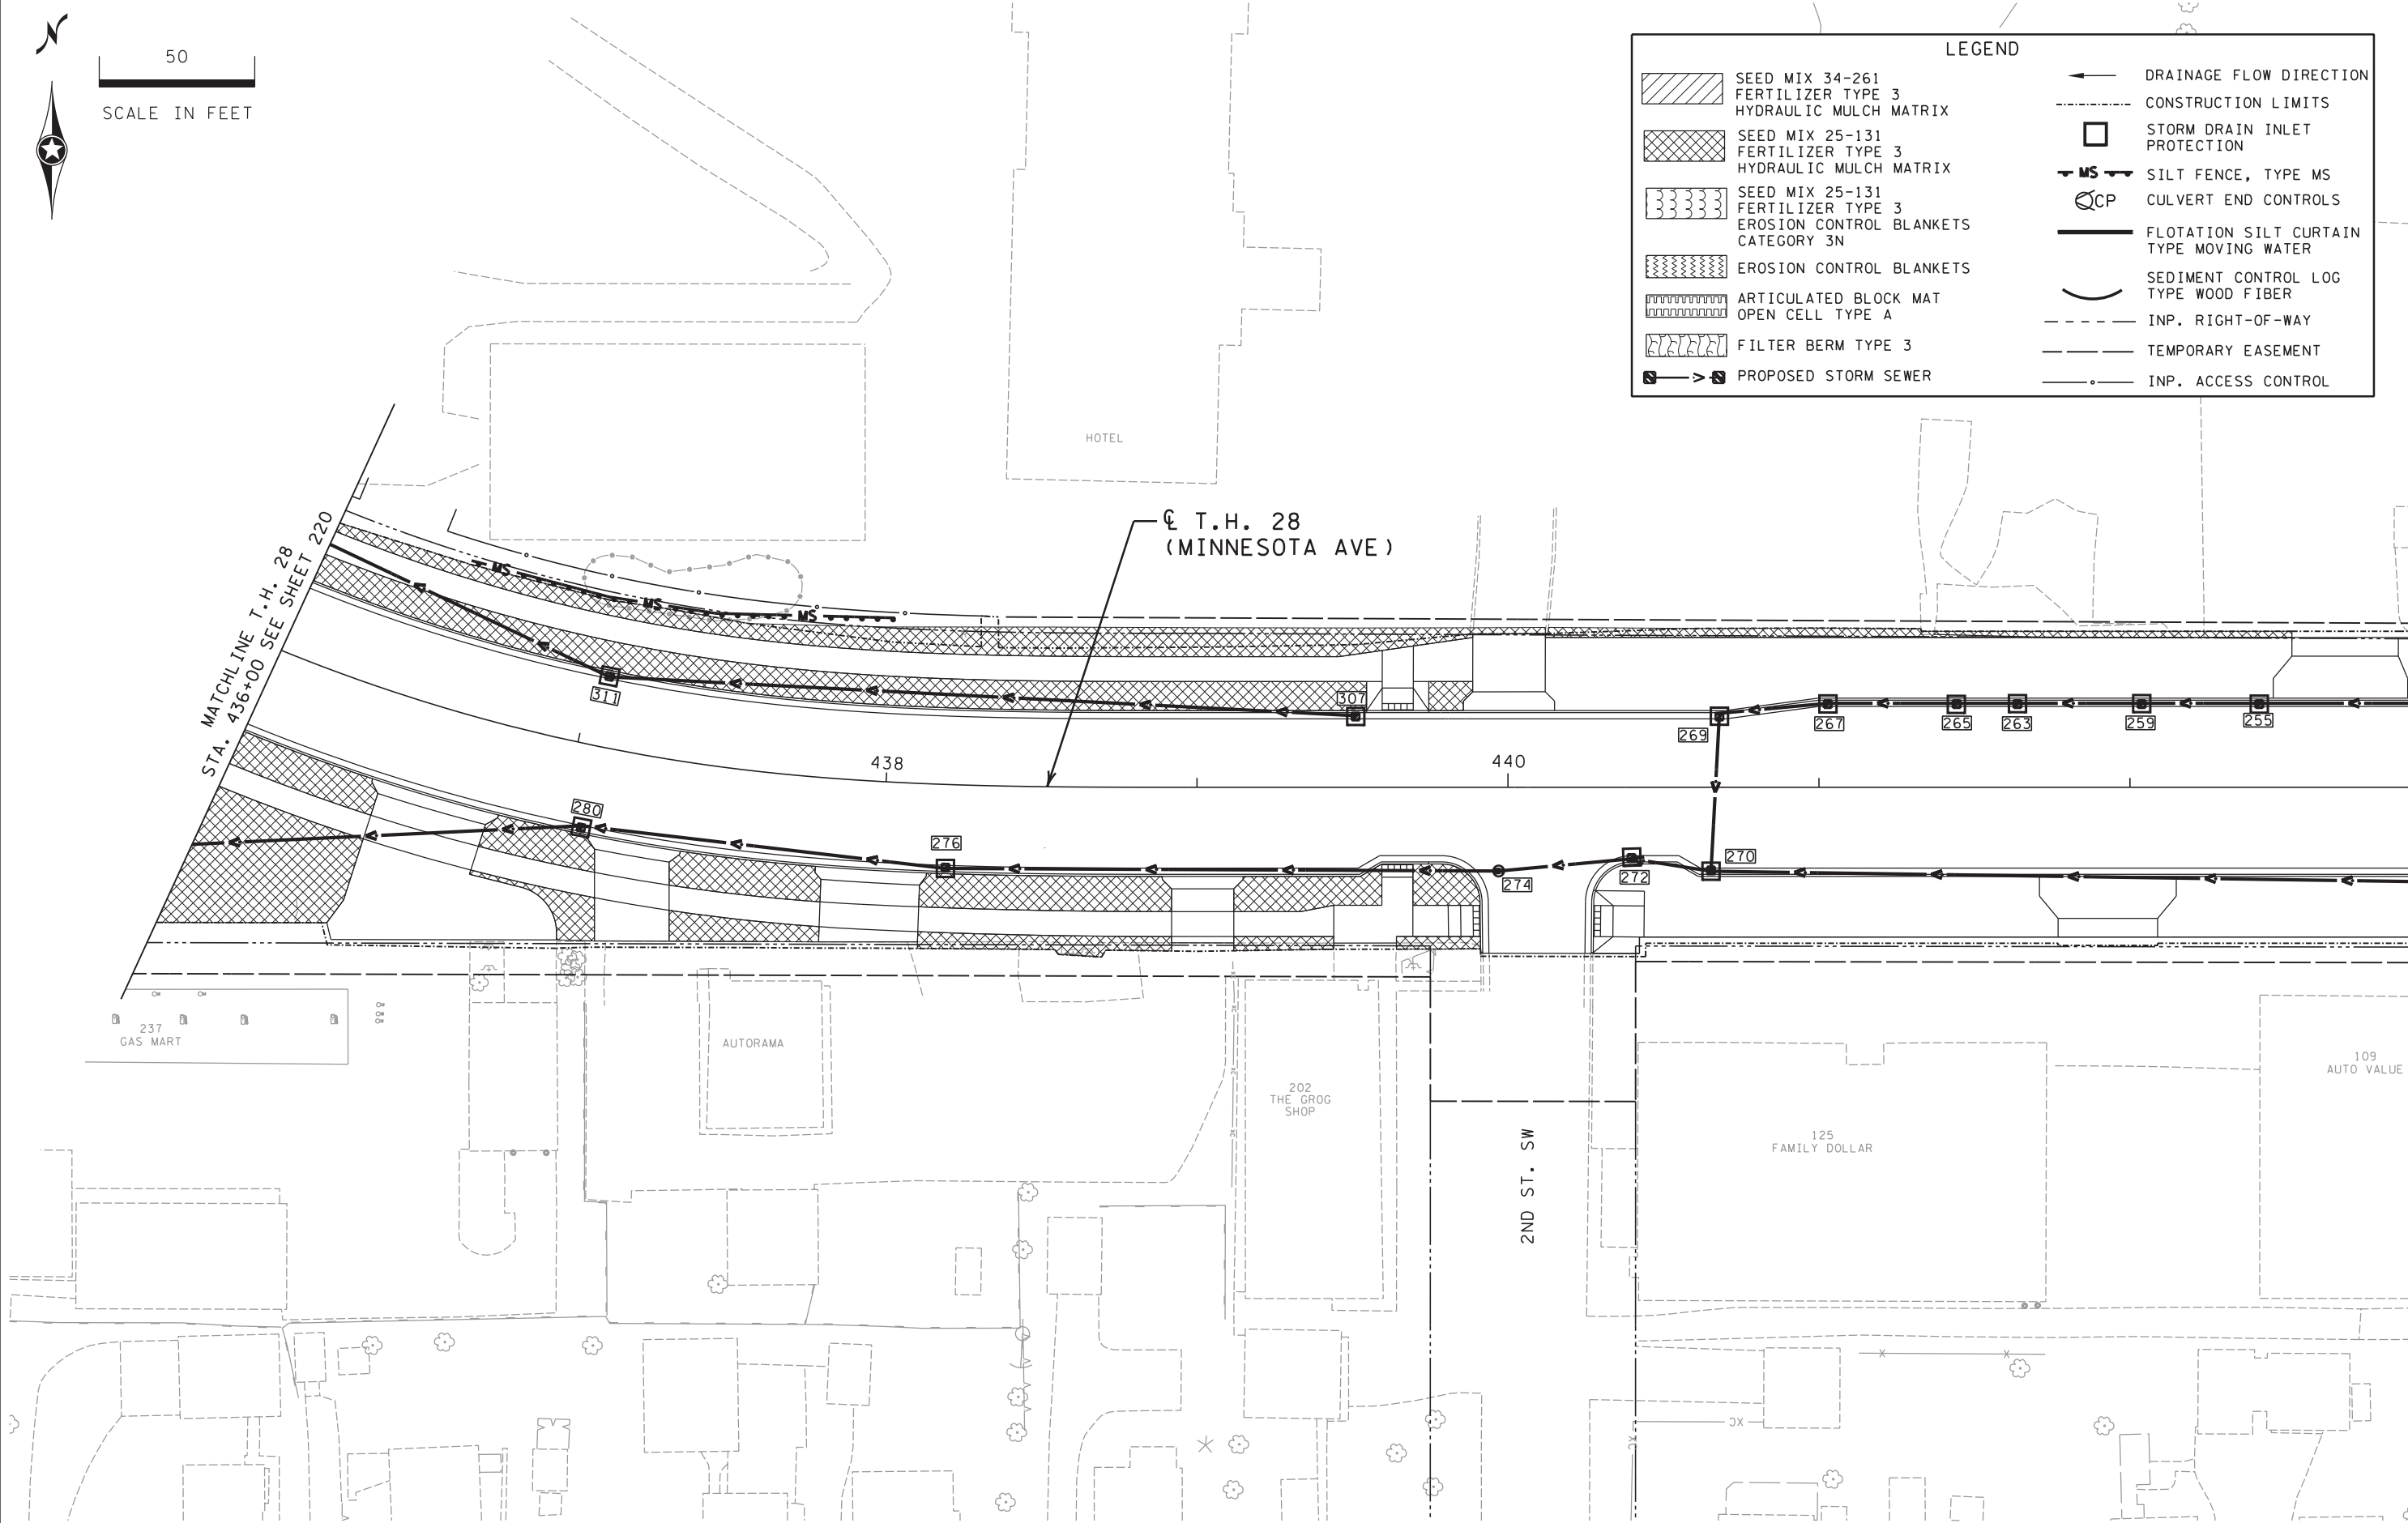 N
50
SCALE IN FEET
LEGEND
SEED MIX 34-261
FERTILIZER TYPE 3
HYDRAULIC MULCH MATRIX
SEED MIX 25-131
FERTILIZER TYPE 3
HYDRAULIC MULCH MATRIX
SEED MIX 25-131
FERTILIZER TYPE 3
EROSION CONTROL BLANKETS
CATEGORY 3N
EROSION CONTROL BLANKETS
ARTICULATED BLOCK MAT
OPEN CELL TYPE A
FILTER BERM TYPE 3
PROPOSED STORM SEWER
DRAINAGE FLOW DIRECTION
CONSTRUCTION LIMITS
STORM DRAIN INLET
PROTECTION
MS SILT FENCE, TYPE MS
CP CULVERT END CONTROLS
FLOTATION SILT CURTAIN
TYPE MOVING WATER
SEDIMENT CONTROL LOG
TYPE WOOD FIBER
INP. RIGHT-OF-WAY
TEMPORARY EASEMENT
INP. ACCESS CONTROL
HOTEL
℄ T.H. 28
(MINNESOTA AVE)
MATCHLINE T.H. 28
STA. 436+00 SEE SHEET 220
MS
MS
MS
311
307
269
267
265
263
259
255
438
440
280
276
274
272
270
237
GAS MART
AUTORAMA
202
THE GROG
SHOP
2ND ST. SW
125
FAMILY DOLLAR
109
AUTO VALUE